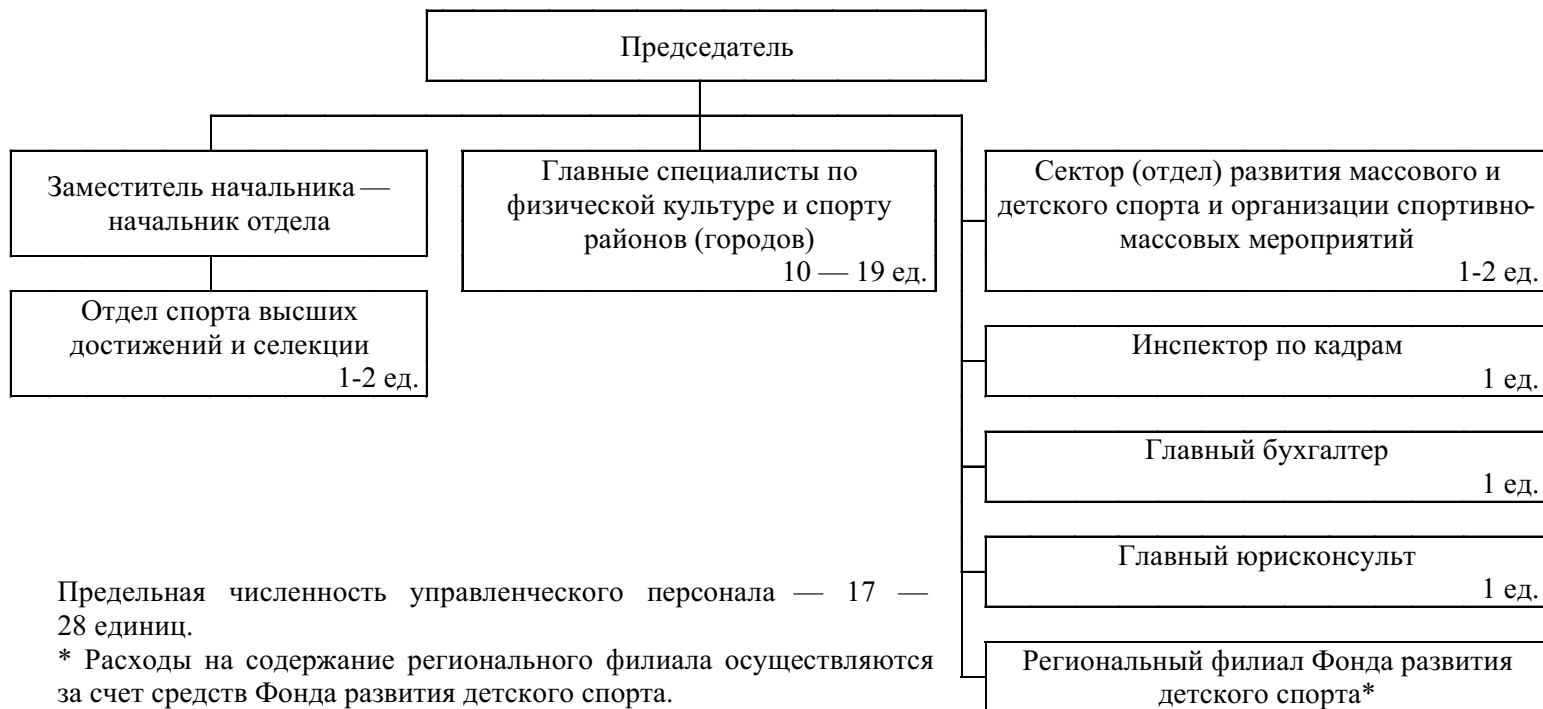 Председатель
Заместитель начальника —
начальник отдела
Отдел спорта высших
достижений и селекции
1-2 ед.
Главные специалисты по
физической культуре и спорту
районов (городов)
10 — 19 ед.
Сектор (отдел) развития массового и
детского спорта и организации спортивно-
массовых мероприятий
1-2 ед.
Инспектор по кадрам
1 ед.
Главный бухгалтер
1 ед.
Главный юрисконсульт
1 ед.
Региональный филиал Фонда развития
детского спорта*
Предельная численность управленческого персонала — 17 —
28 единиц.
* Расходы на содержание регионального филиала осуществляются
за счет средств Фонда развития детского спорта.